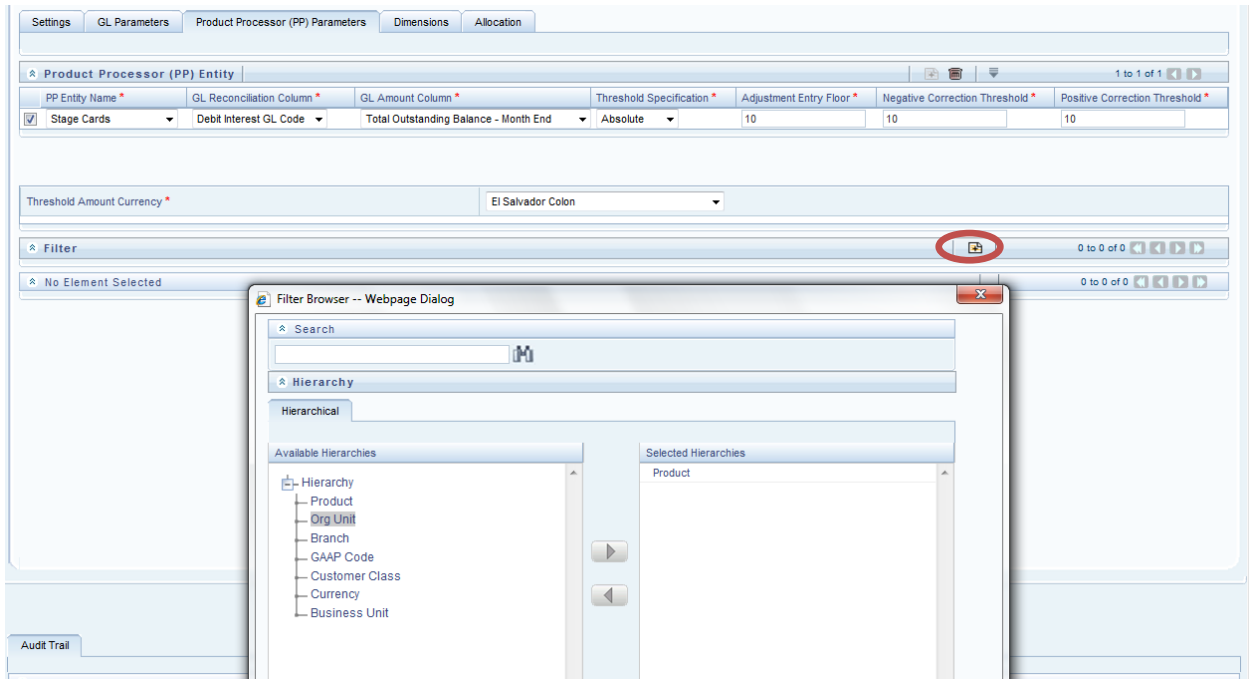 Settings GL Parameters Product Processor (PP) Parameters Dimensions Allocation
Product Processor (PP) Entity 1 to 1 of 1
PP Entity Name * GL Reconciliation Column * GL Amount Column * Threshold Specification * Adjustment Entry Floor * Negative Correction Threshold * Positive Correction Threshold *
Stage Cards Debit Interest GL Code Total Outstanding Balance - Month End Absolute 10 10 10
Threshold Amount Currency * El Salvador Colon
Filter 0 to 0 of 0
No Element Selected 0 to 0 of 0
Filter Browser -- Webpage Dialog
Search
Hierarchy
Hierarchical
Available Hierarchies Selected Hierarchies
Hierarchy Product
Product
Org Unit
Branch
GAAP Code
Customer Class
Currency
Business Unit
Audit Trail